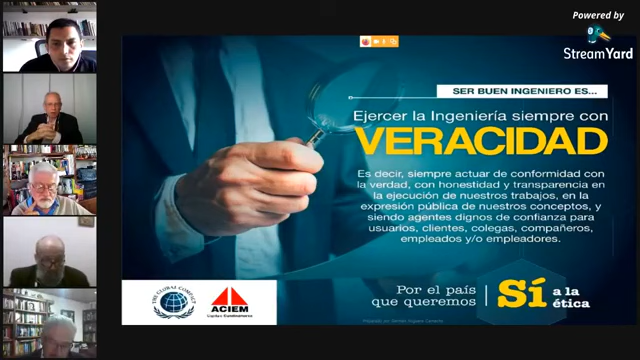 Powered by
StreamYard
SER BUEN INGENIERO ES...
Ejercer la Ingeniería siempre con
VERACIDAD
Es decir, siempre actuar de conformidad con
la verdad, con honestidad y transparencia en
la ejecución de nuestros trabajos, en la
expresión pública de nuestros conceptos, y
siendo agentes dignos de confianza para
usuarios, clientes, colegas, compañeros,
empleados y/o empleadores.
THE GLOBAL COMPACT
ACIEM
Por el país
que queremos
Sí a la
ética